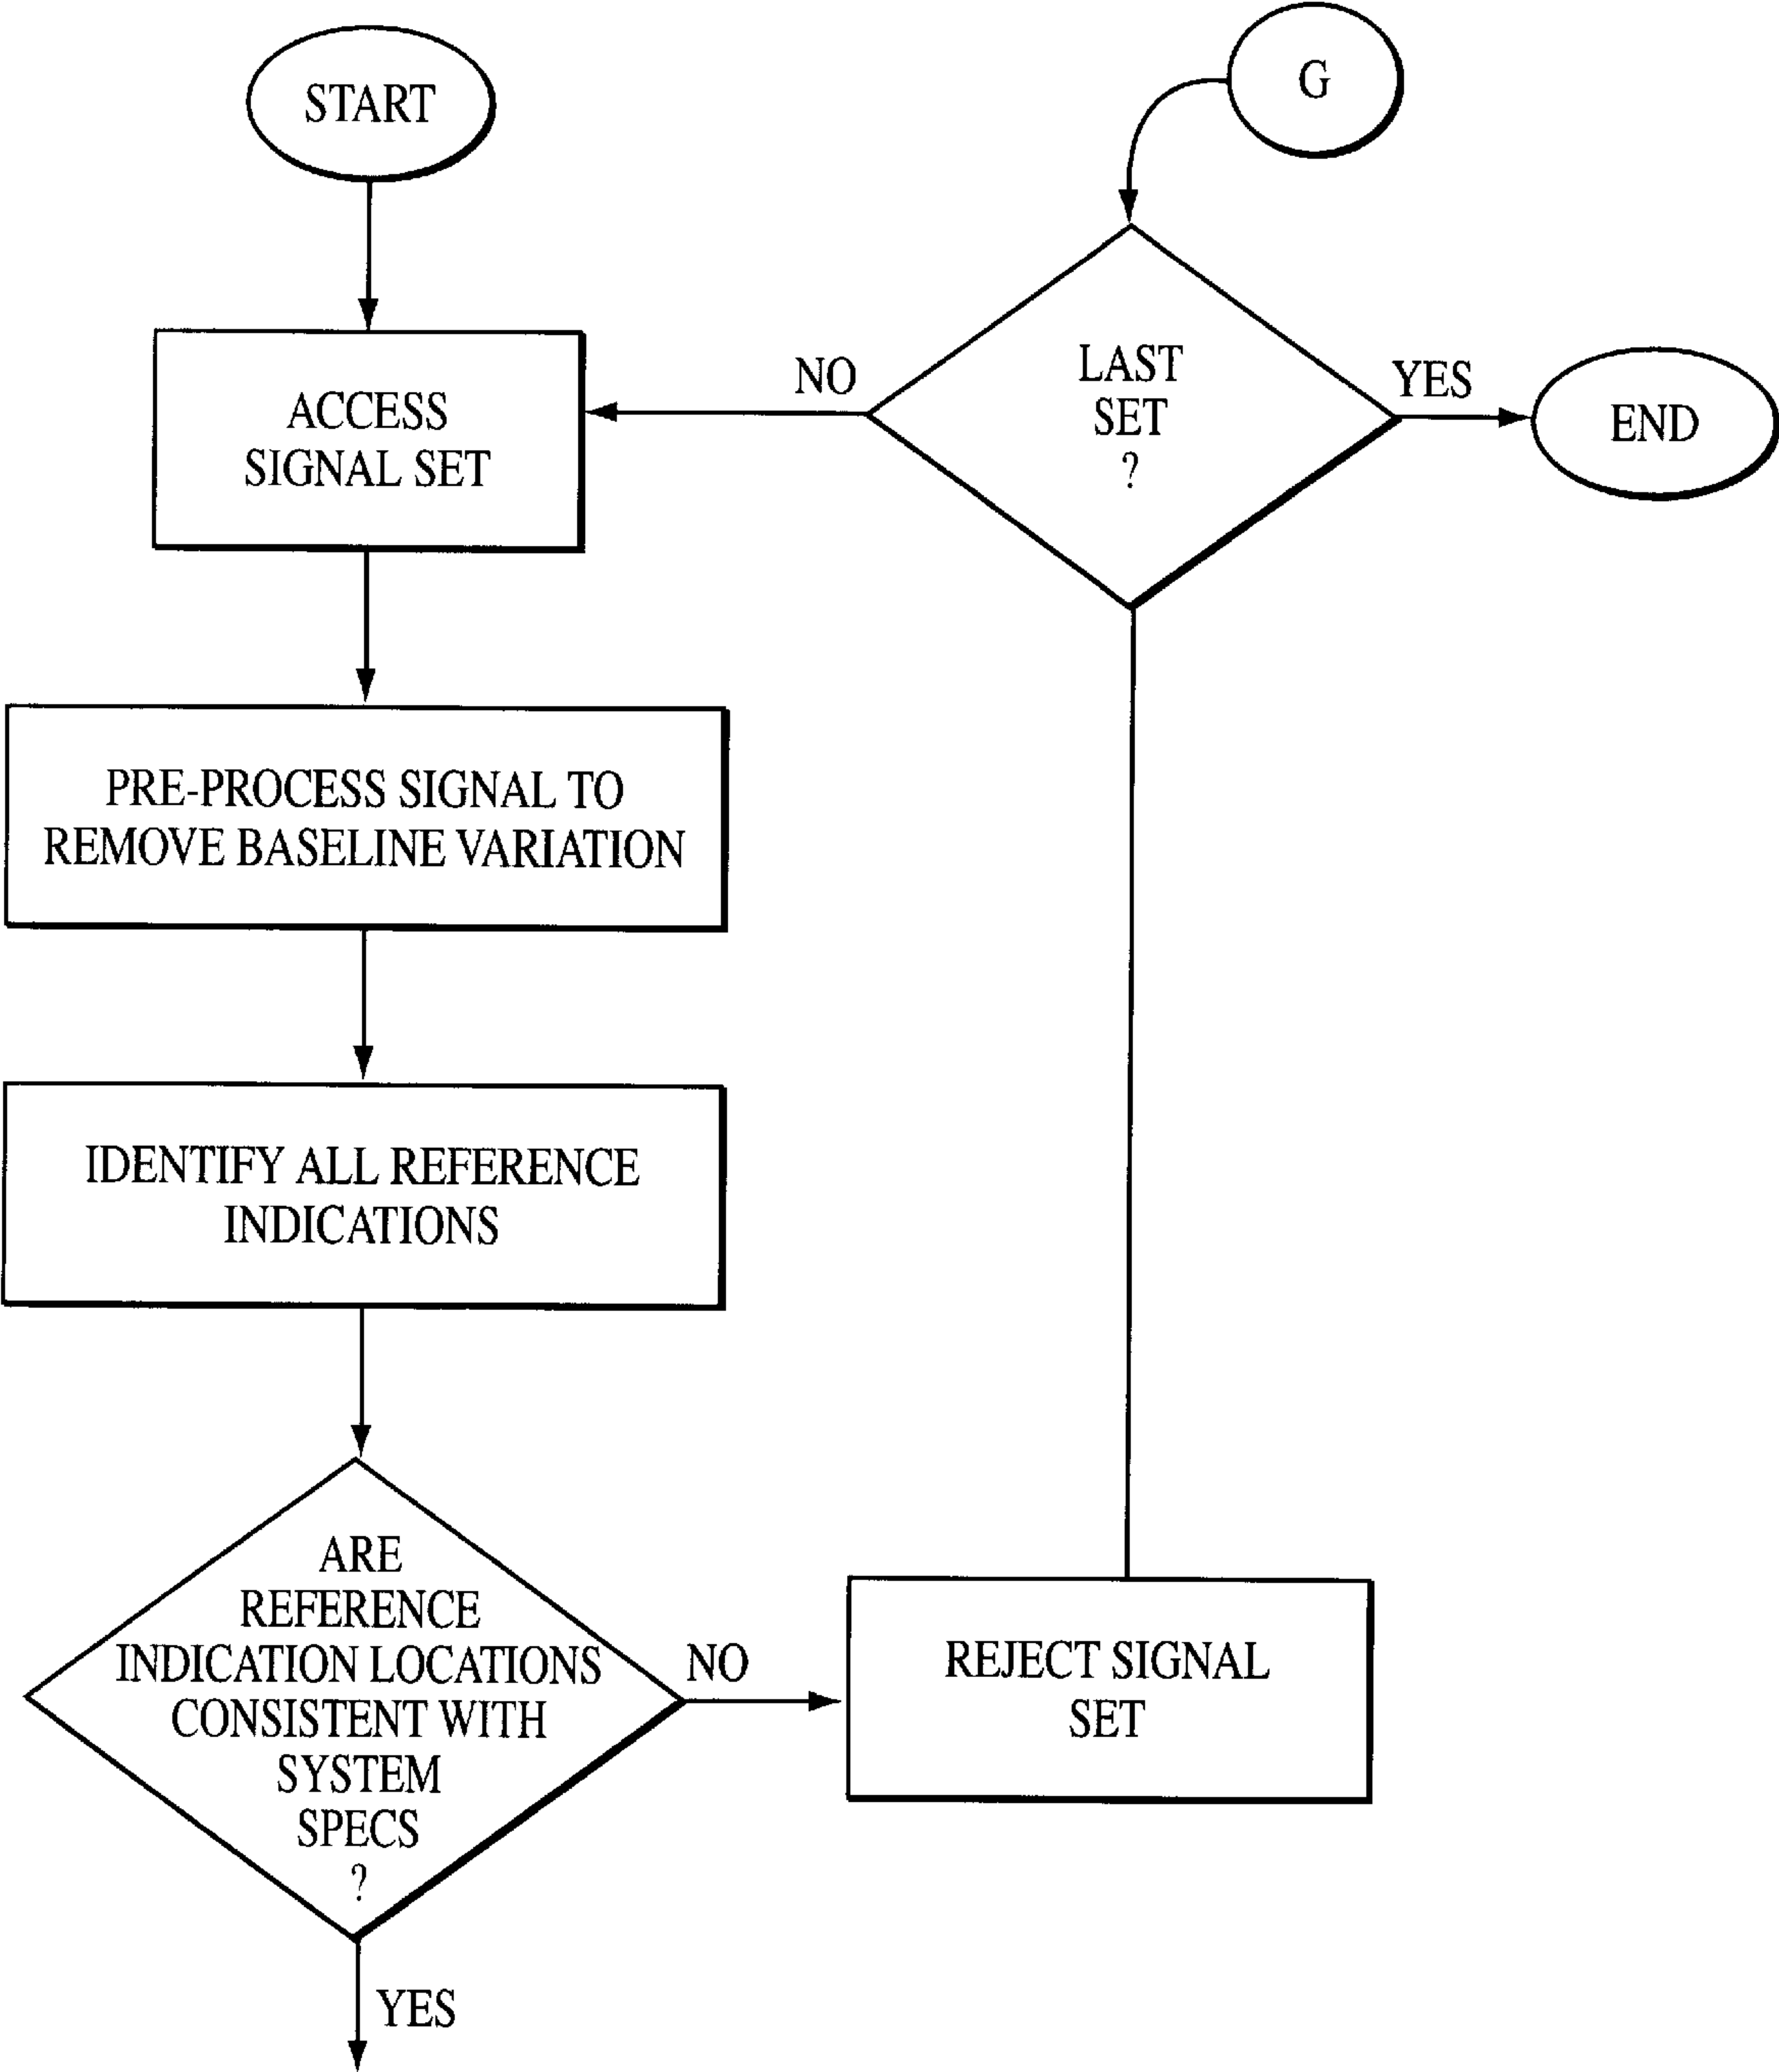 START
G
LAST
SET
?
NO
YES
END
ACCESS
SIGNAL SET
PRE-PROCESS SIGNAL TO
REMOVE BASELINE VARIATION
IDENTIFY ALL REFERENCE
INDICATIONS
ARE
REFERENCE
INDICATION LOCATIONS
CONSISTENT WITH
SYSTEM
SPECS
?
NO
REJECT SIGNAL
SET
YES